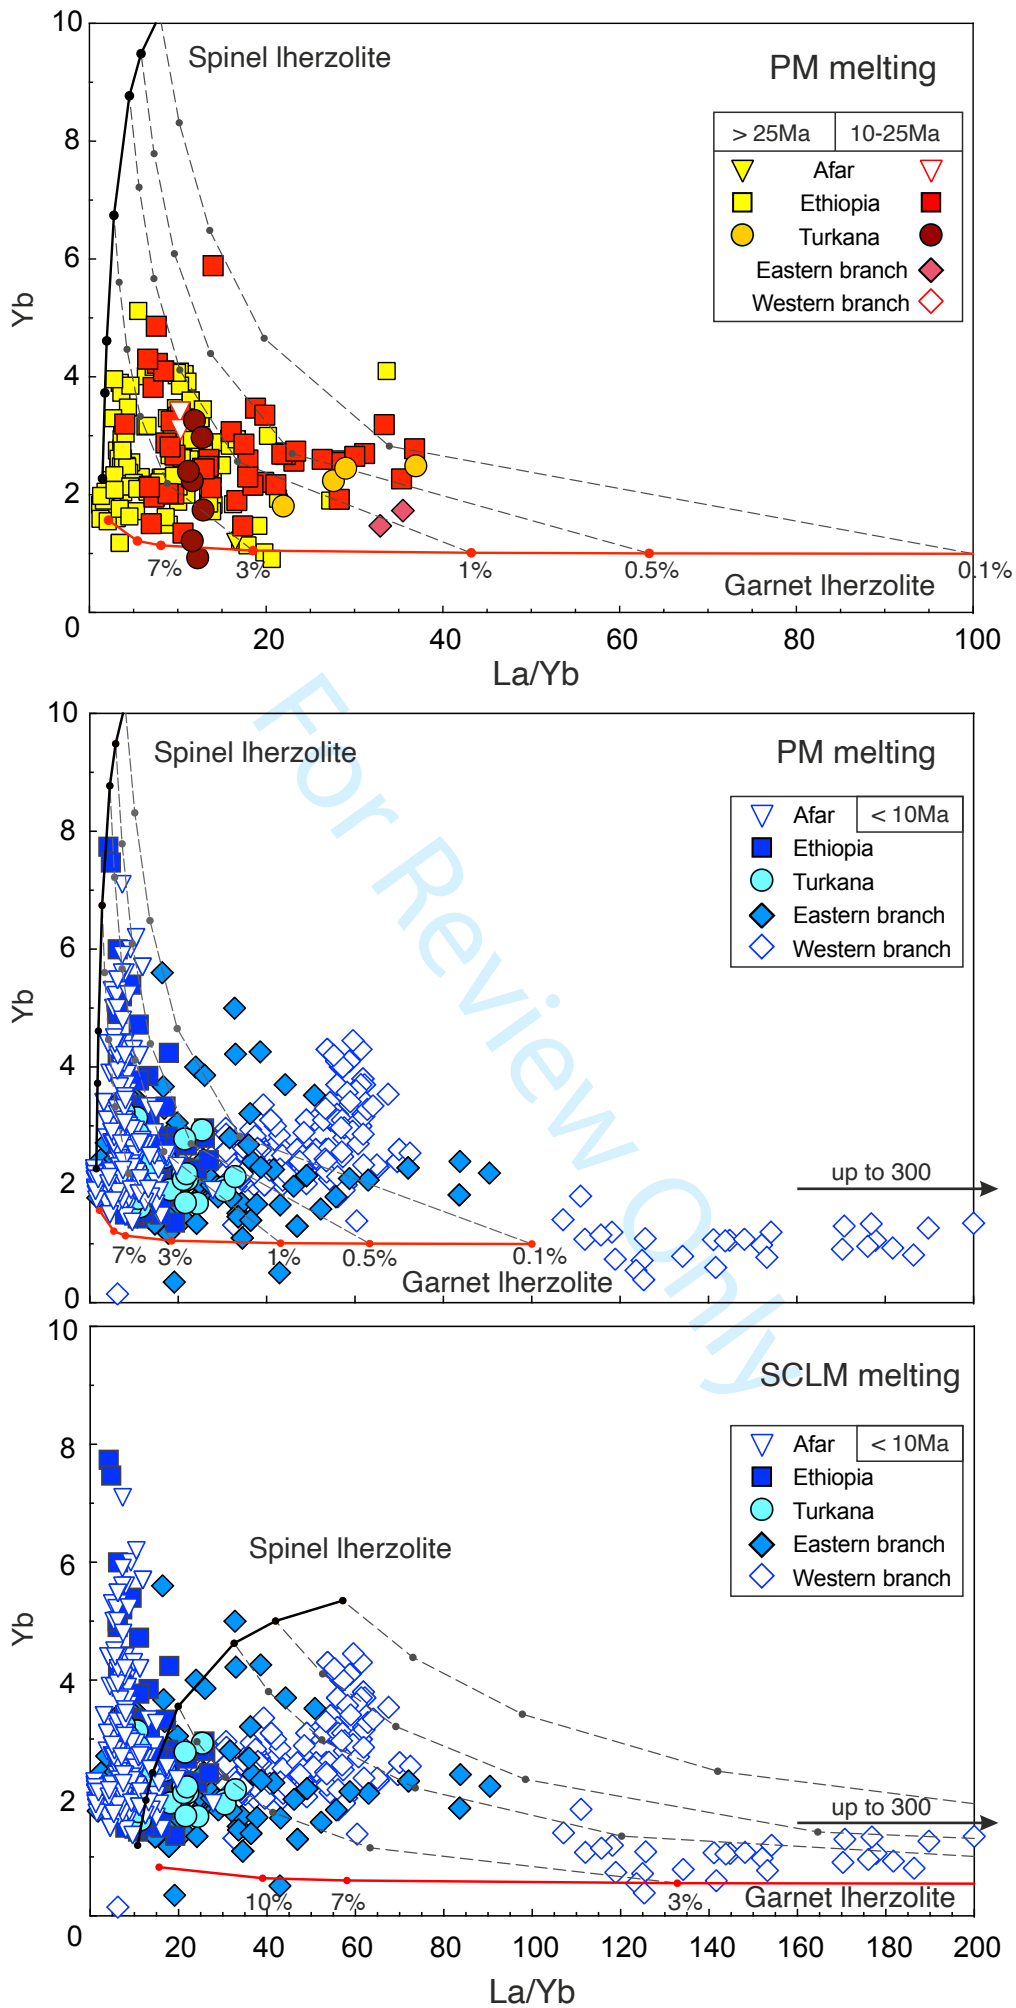 10
Spinel lherzolite
PM melting
> 25Ma
10-25Ma
8
Afar
Ethiopia
Turkana
6
Eastern branch
Western branch
Yb
4
2
7%
3%
1%
0.5%
0.1%
Garnet lherzolite
0
20
40
60
80
100
La/Yb
For Review Only
10
Spinel lherzolite
PM melting
Afar
< 10Ma
8
Ethiopia
Turkana
Eastern branch
Western branch
6
Yb
4
2
up to 300
7%
3%
1%
0.5%
0.1%
Garnet lherzolite
0
10
SCLM melting
Afar
< 10Ma
8
Ethiopia
Turkana
Eastern branch
Western branch
Spinel lherzolite
6
Yb
4
2
up to 300
10%
7%
3%
Garnet lherzolite
0
20
40
60
80
100
120
140
160
180
200
La/Yb